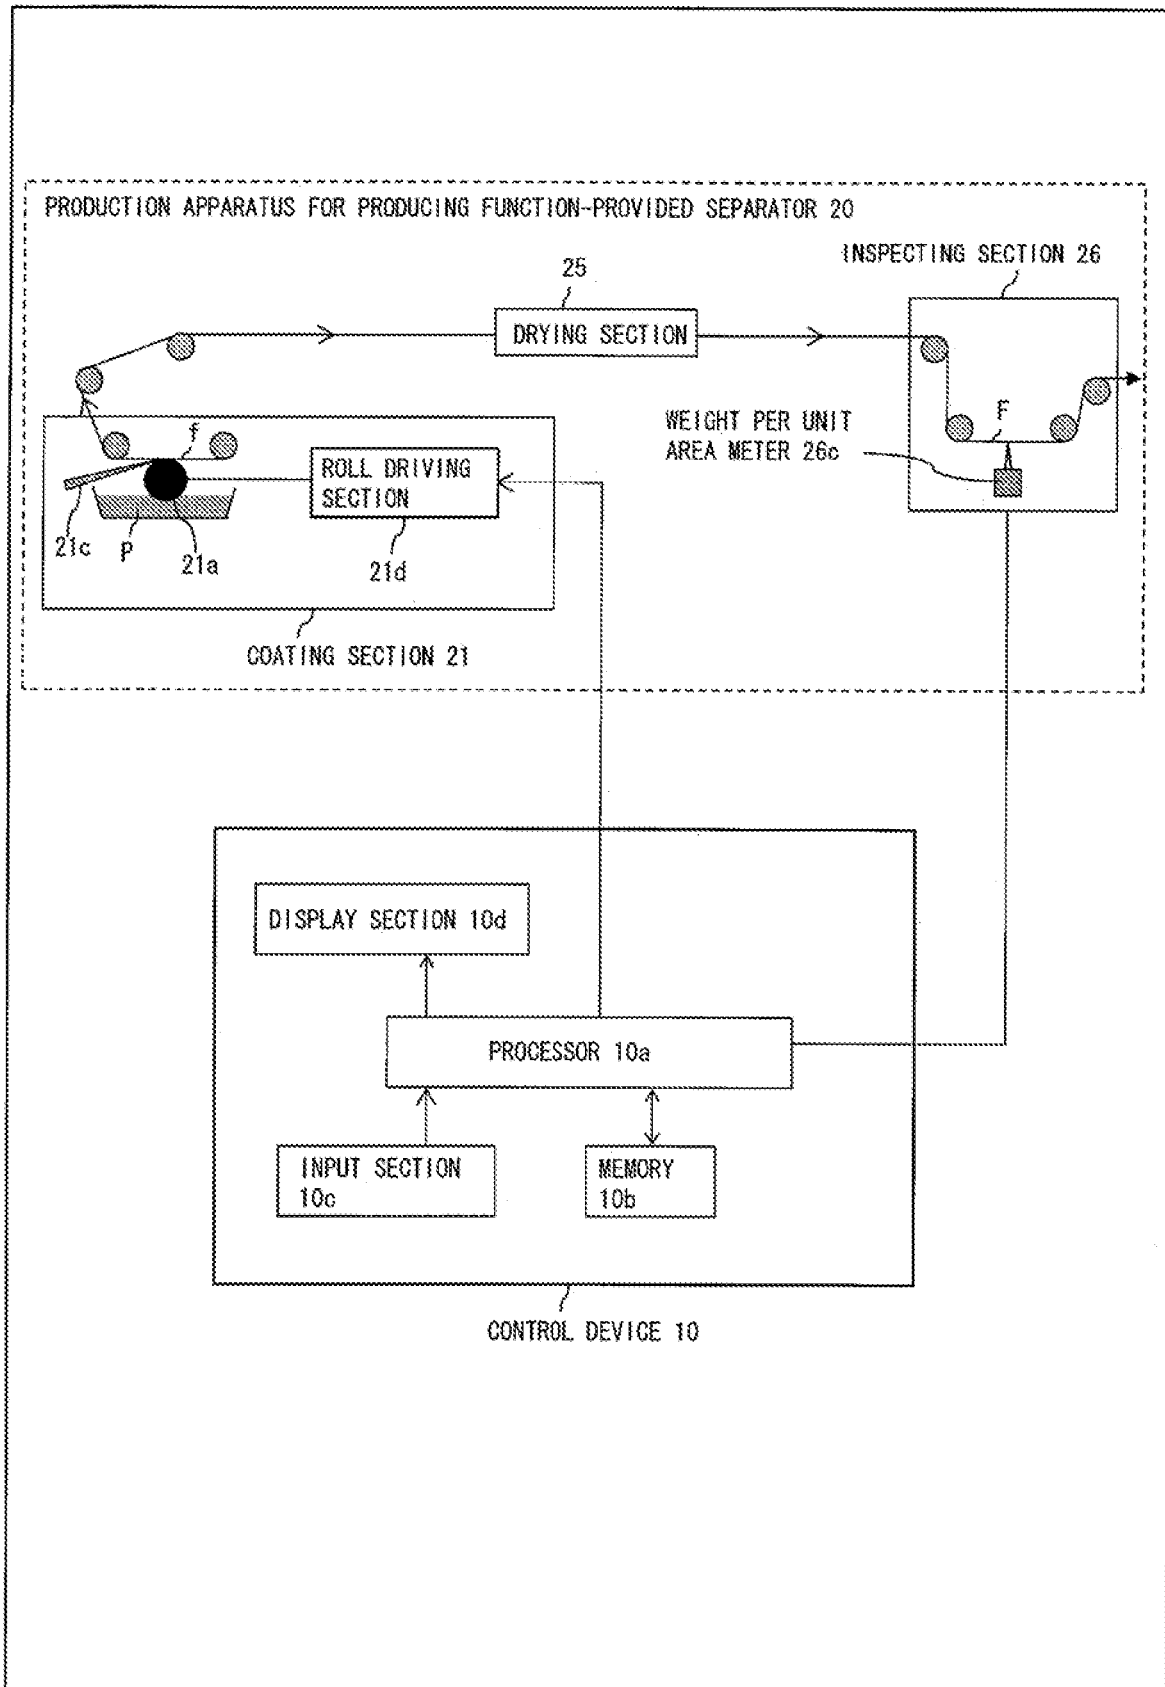 PRODUCTION APPARATUS FOR PRODUCING FUNCTION-PROVIDED SEPARATOR 20
INSPECTING SECTION 26
25
DRYING SECTION
WEIGHT PER UNIT
AREA METER 26c
F
f
ROLL DRIVING
SECTION
21c
P
21a
21d
COATING SECTION 21
DISPLAY SECTION 10d
PROCESSOR 10a
INPUT SECTION
10c
MEMORY
10b
CONTROL DEVICE 10